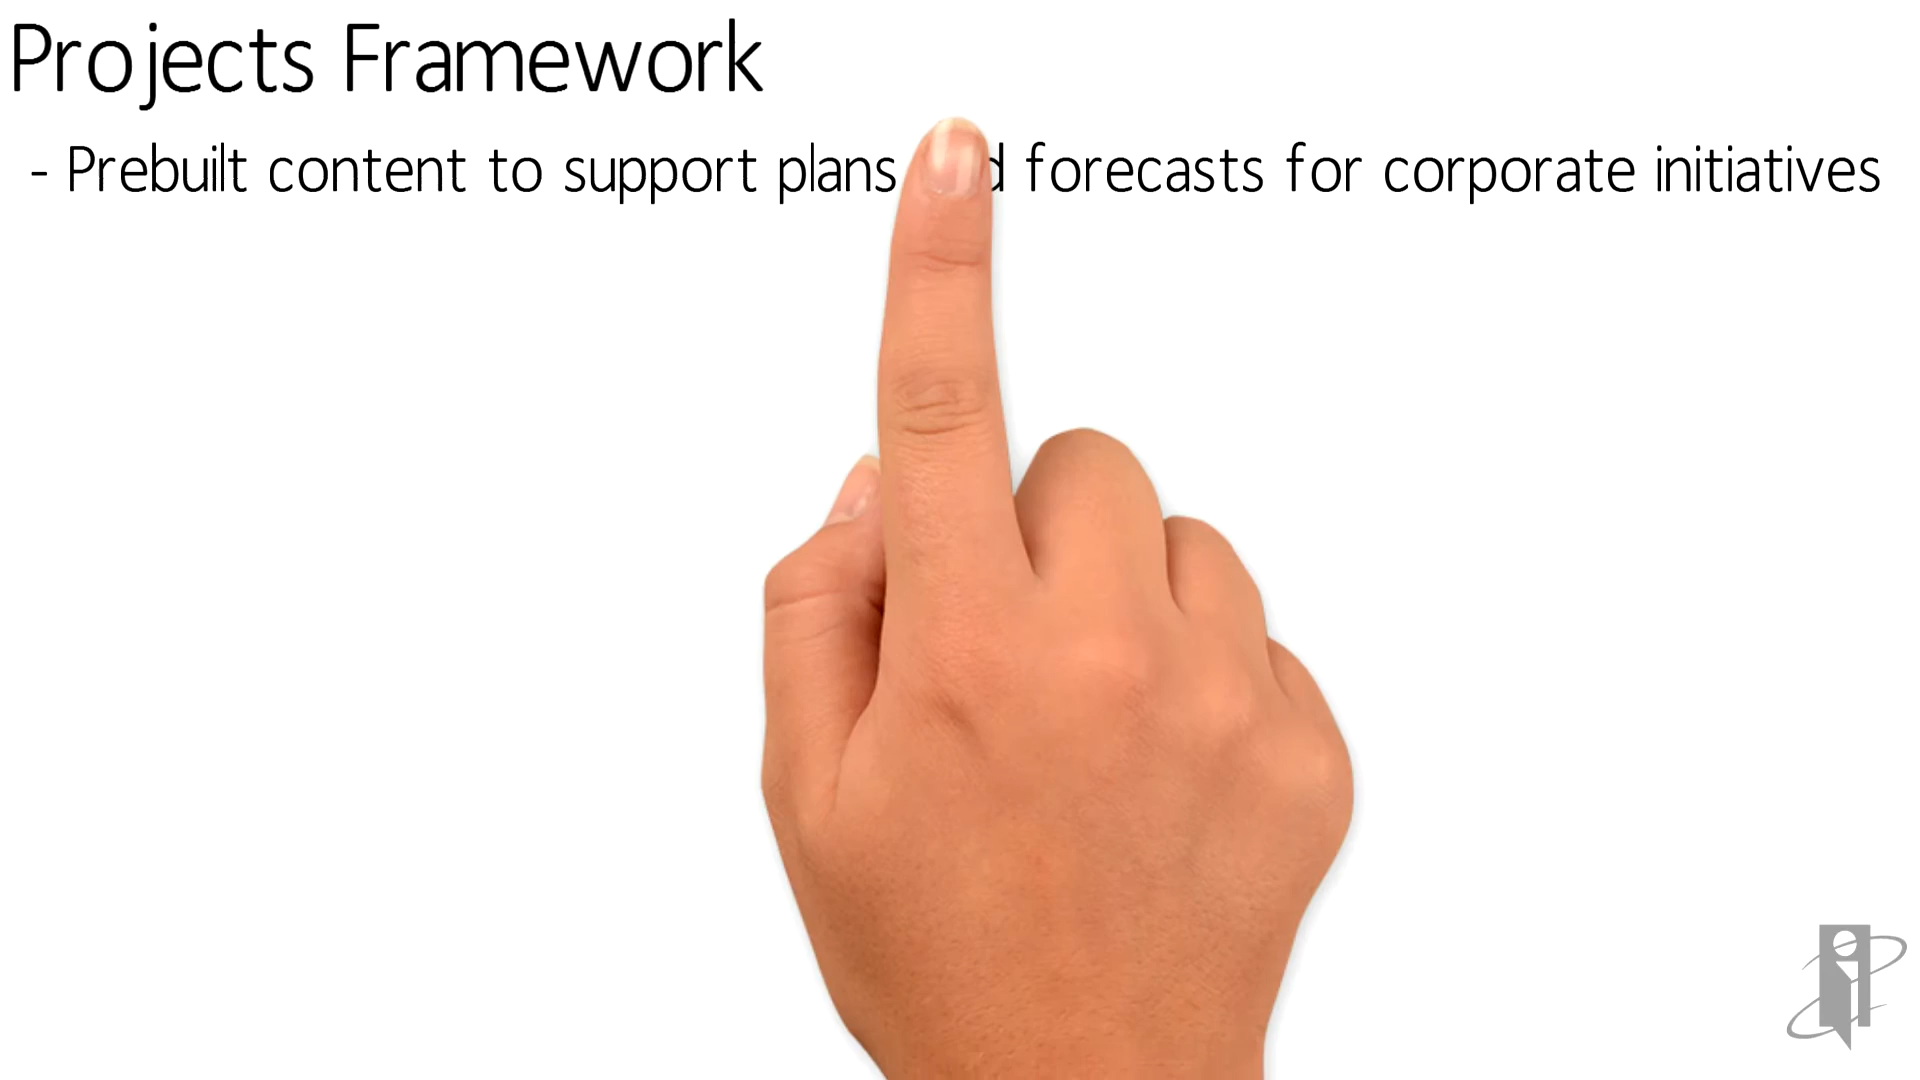 Projects Framework
- Prebuilt content to support plans forecasts for corporate initiatives